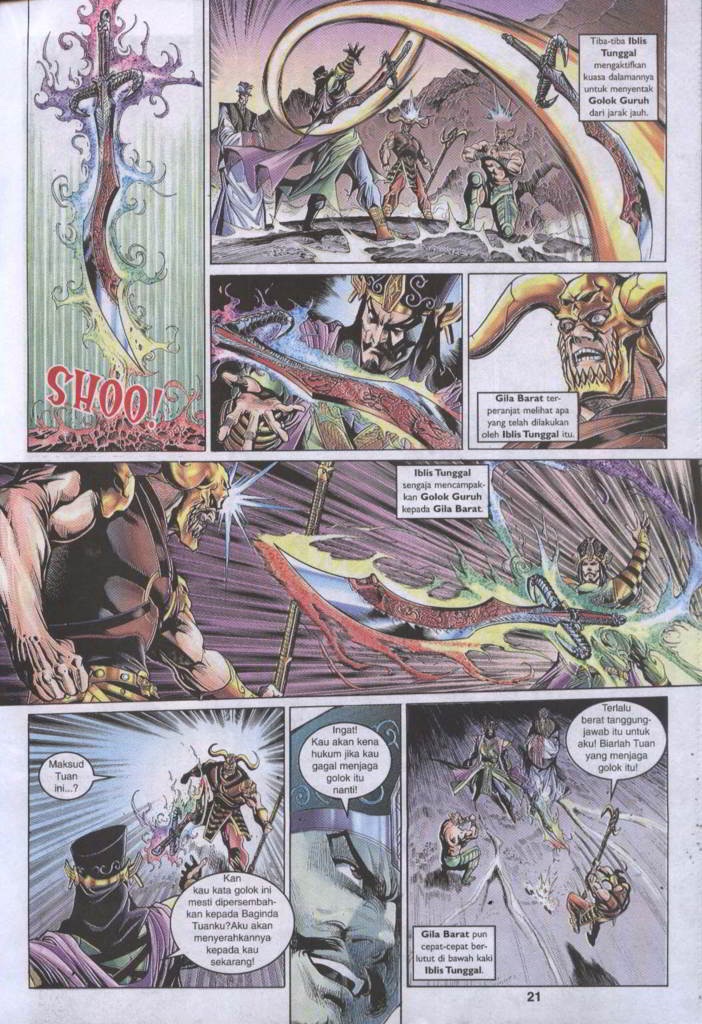 SHOO!
Tiba-tiba Iblis
Tunggal
mengaktifkan
kuasa dalamannya
untuk menyentak
Golok Guruh
dari jarak jauh.
Gila Barat ter-
peranjat melihat apa
yang telah dilakukan
oleh Iblis Tunggal itu.
Iblis Tunggal
sengaja mencampak-
kan Golok Guruh
kepada Gila Barat.
Maksud
Tuan
ini...?
Kan
kau kata golok ini
mesti dipersembah-
kan kepada Baginda
Tuanku?Aku akan
menyerahkannya
kepada kau
sekarang!
Ingat!
Kau akan kena
hukum jika kau
gagal menjaga
golok itu
nanti!
Terlalu
berat tanggung-
jawab itu untuk
aku! Biarlah Tuan
yang menjaga
golok itu!
Gila Barat pun
cepat-cepat ber-
lutut di bawah kaki
Iblis Tunggal.
21